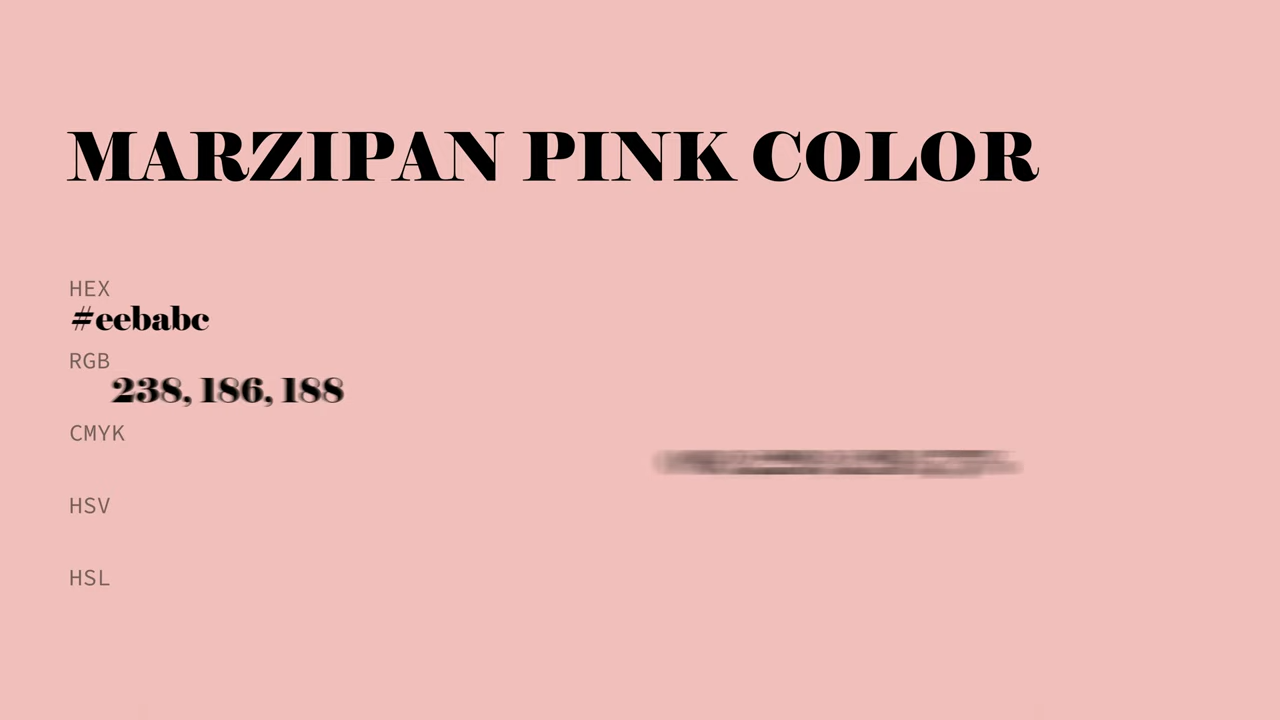 MARZIPAN PINK COLOR
HEX
#eebabc
RGB
238, 186, 188
CMYK
HSV
HSL